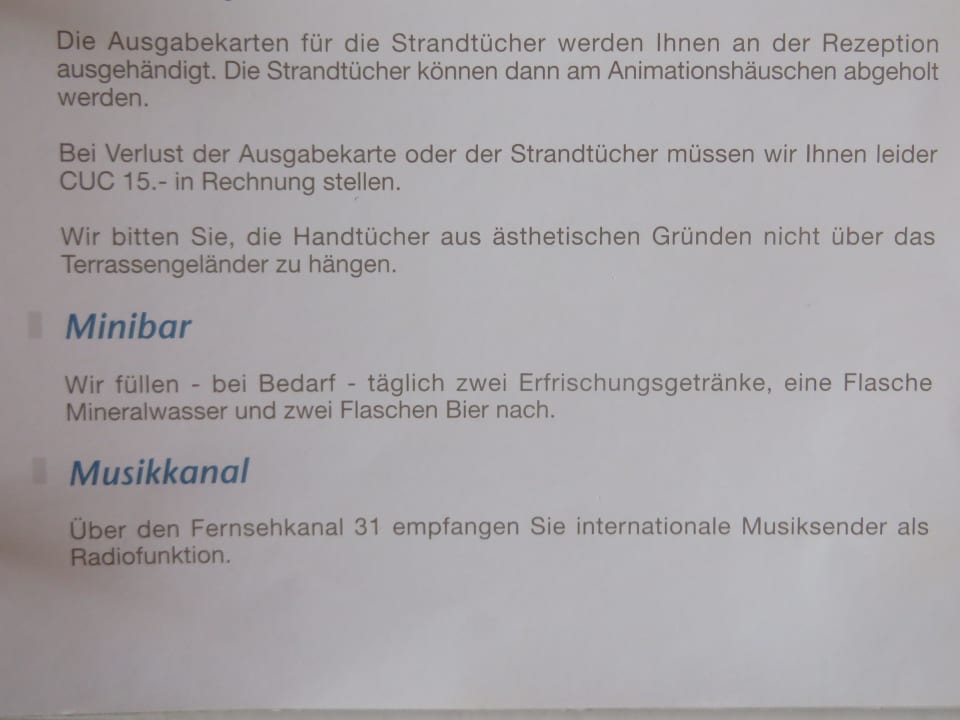 Die Ausgabekarten für die Strandtücher werden Ihnen an der Rezeption
ausgehändigt. Die Strandtücher können dann am Animationshäuschen abgeholt
werden.
Bei Verlust der Ausgabekarte oder der Strandtücher müssen wir Ihnen leider
CUC 15.- in Rechnung stellen.
Wir bitten Sie, die Handtücher aus ästhetischen Gründen nicht über das
Terrassengeländer zu hängen.
Minibar
Wir füllen - bei Bedarf - täglich zwei Erfrischungsgetränke, eine Flasche
Mineralwasser und zwei Flaschen Bier nach.
Musikkanal
Über den Fernsehkanal 31 empfangen Sie internationale Musiksender als
Radiofunktion.